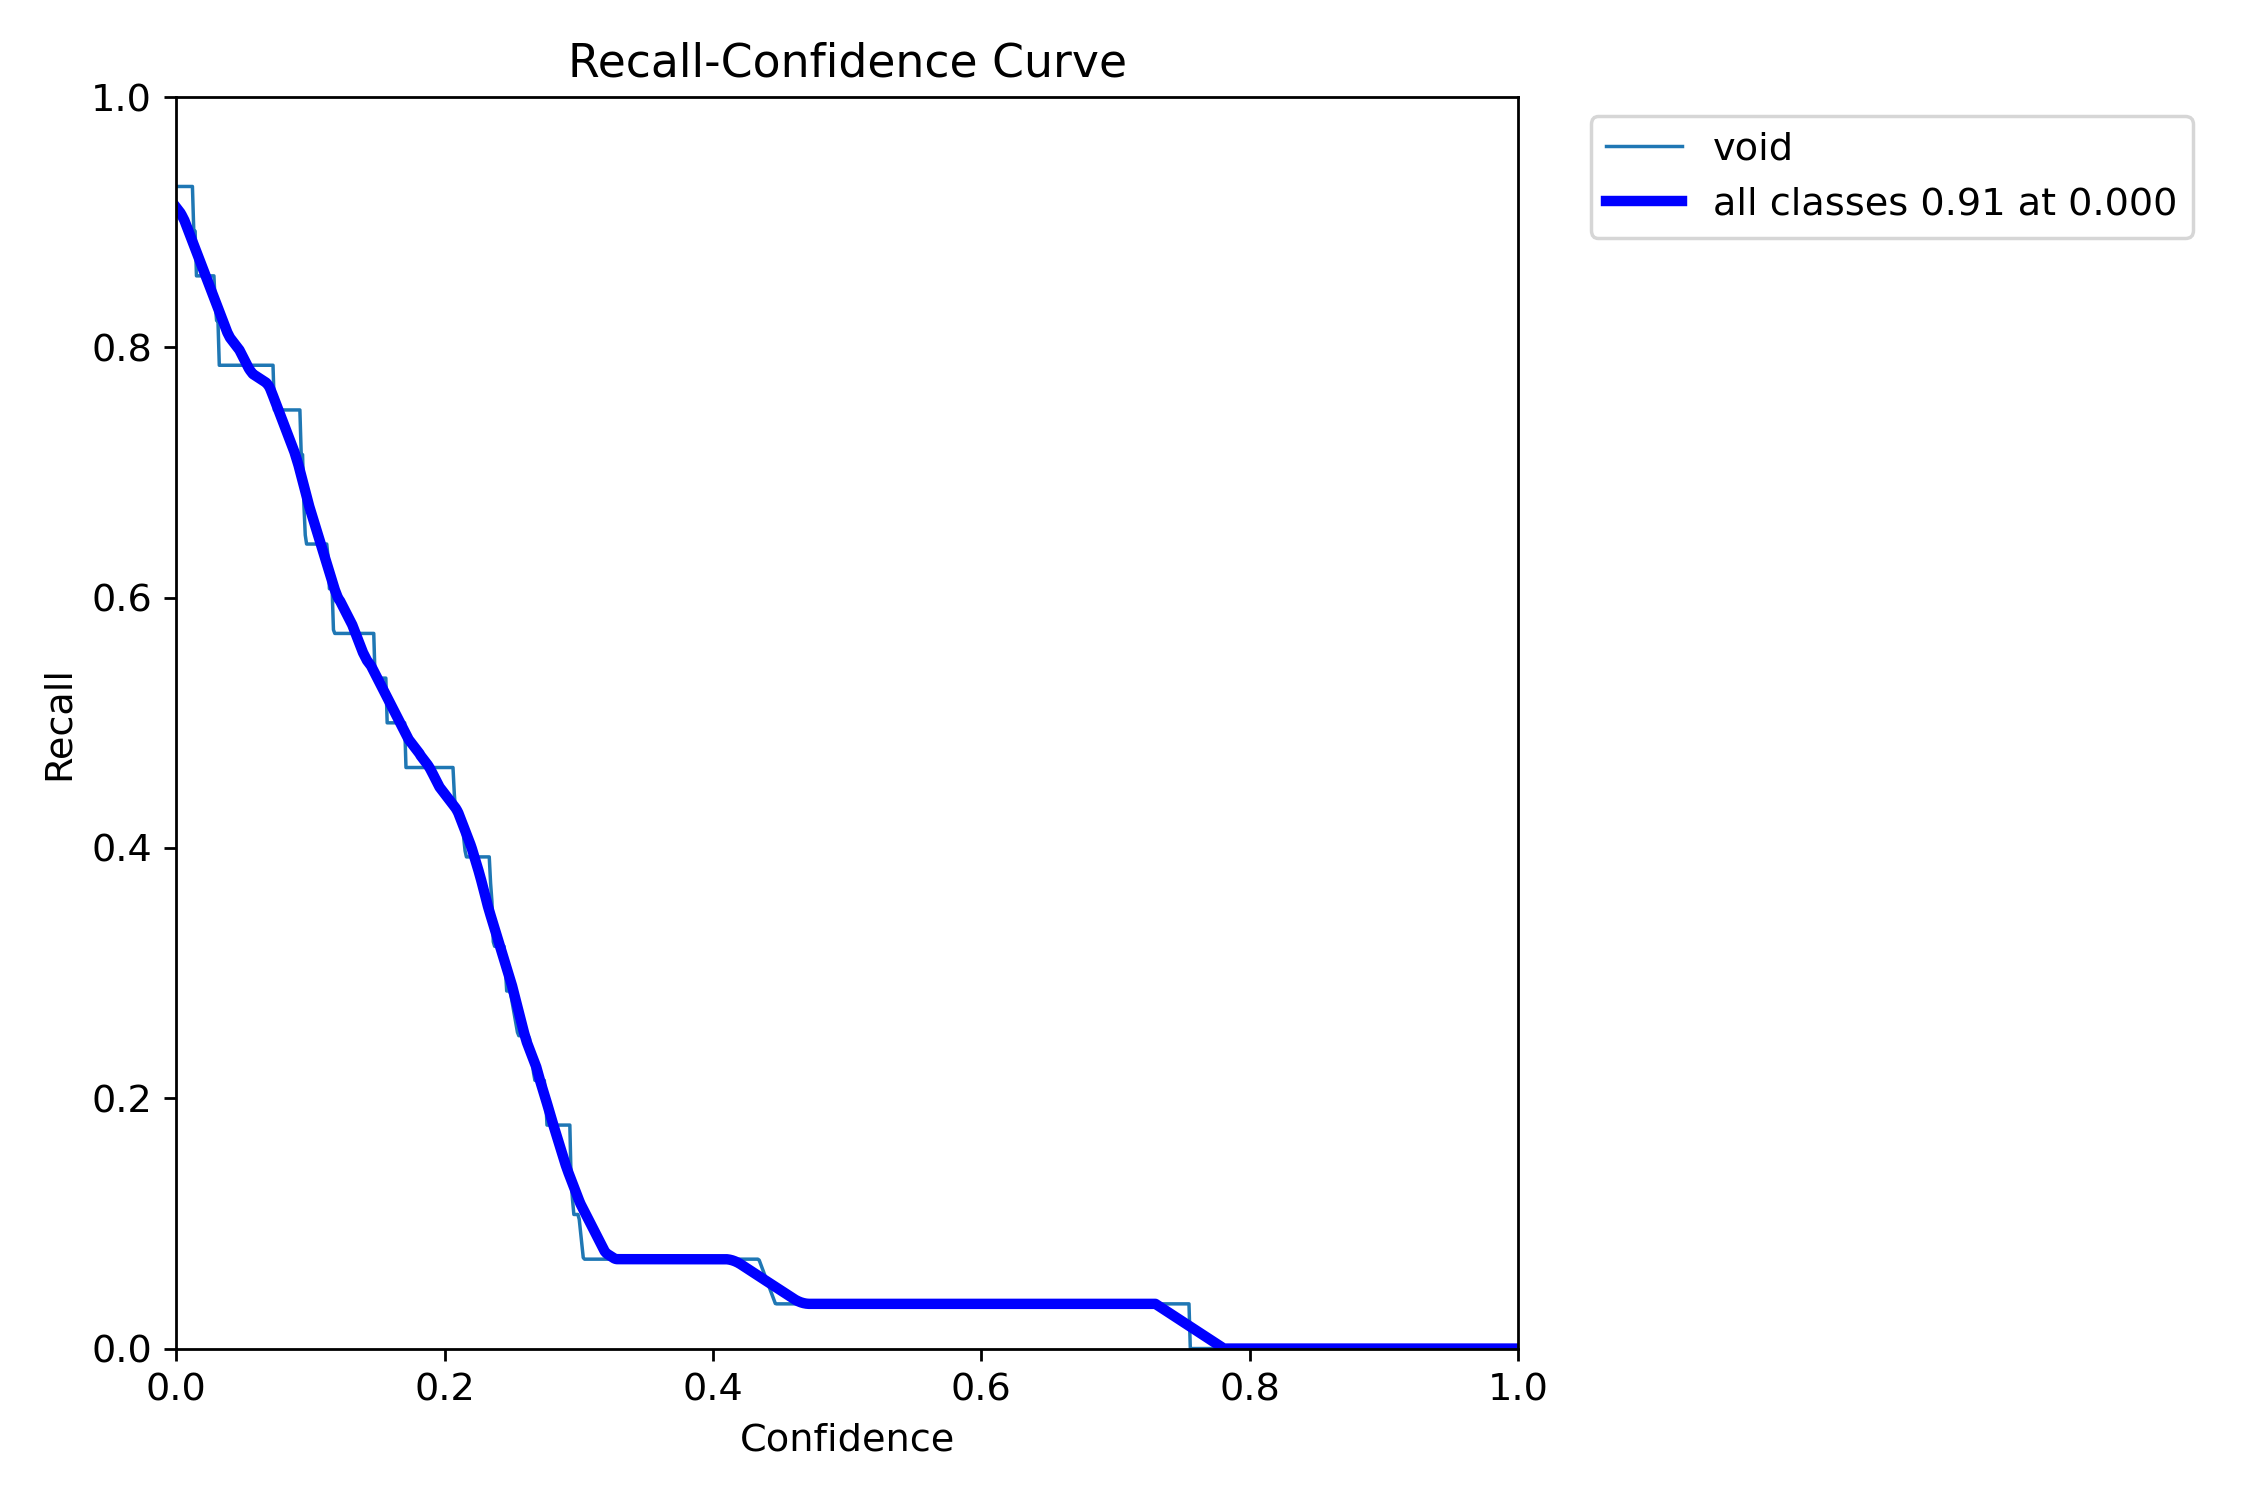 Recall-Confidence Curve
void
all classes 0.91 at 0.000
1.0
0.8
0.6
0.4
0.2
0.0
Recall
0.0 0.2 0.4 0.6 0.8 1.0
Confidence